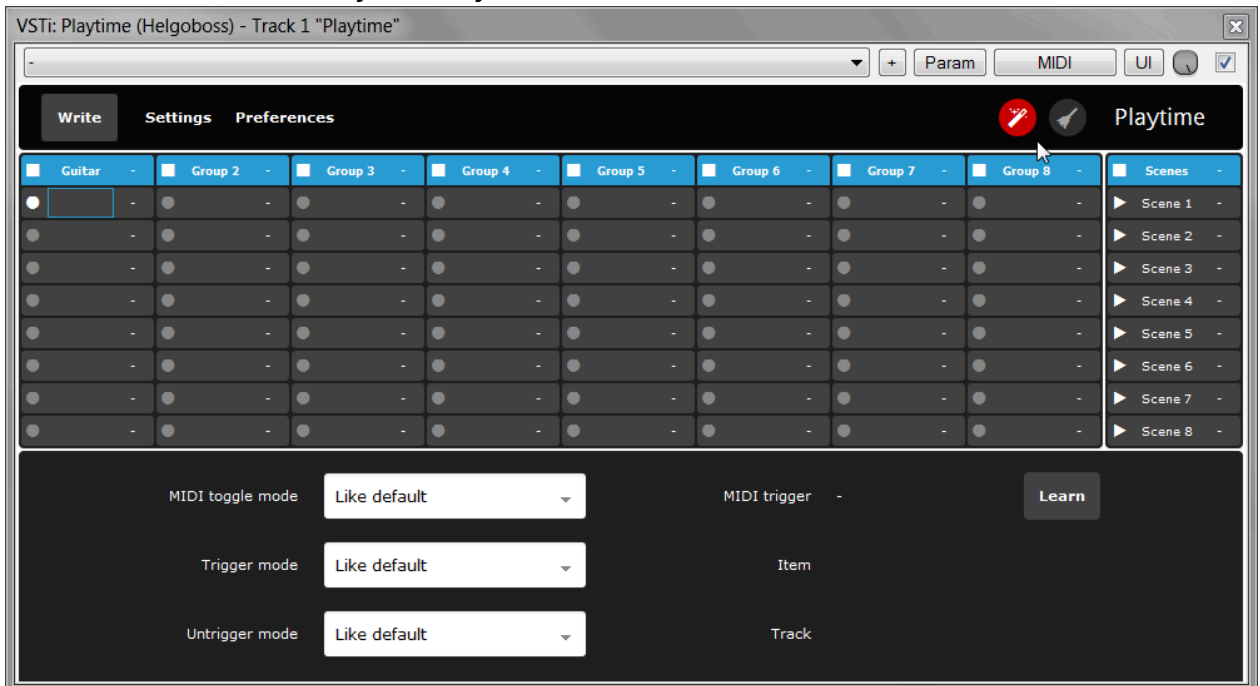 VSTi: Playtime (Helgoboss) - Track 1 "Playtime"
- + Param MIDI UI
Write Settings Preferences Playtime
Guitar - Group 2 - Group 3 - Group 4 - Group 5 - Group 6 - Group 7 - Group 8 - Scenes -
- - - - - - - - Scene 1 -
- - - - - - - - Scene 2 -
- - - - - - - - Scene 3 -
- - - - - - - - Scene 4 -
- - - - - - - - Scene 5 -
- - - - - - - - Scene 6 -
- - - - - - - - Scene 7 -
- - - - - - - - Scene 8 -
MIDI toggle mode Like default MIDI trigger - Learn
Trigger mode Like default Item
Untrigger mode Like default Track